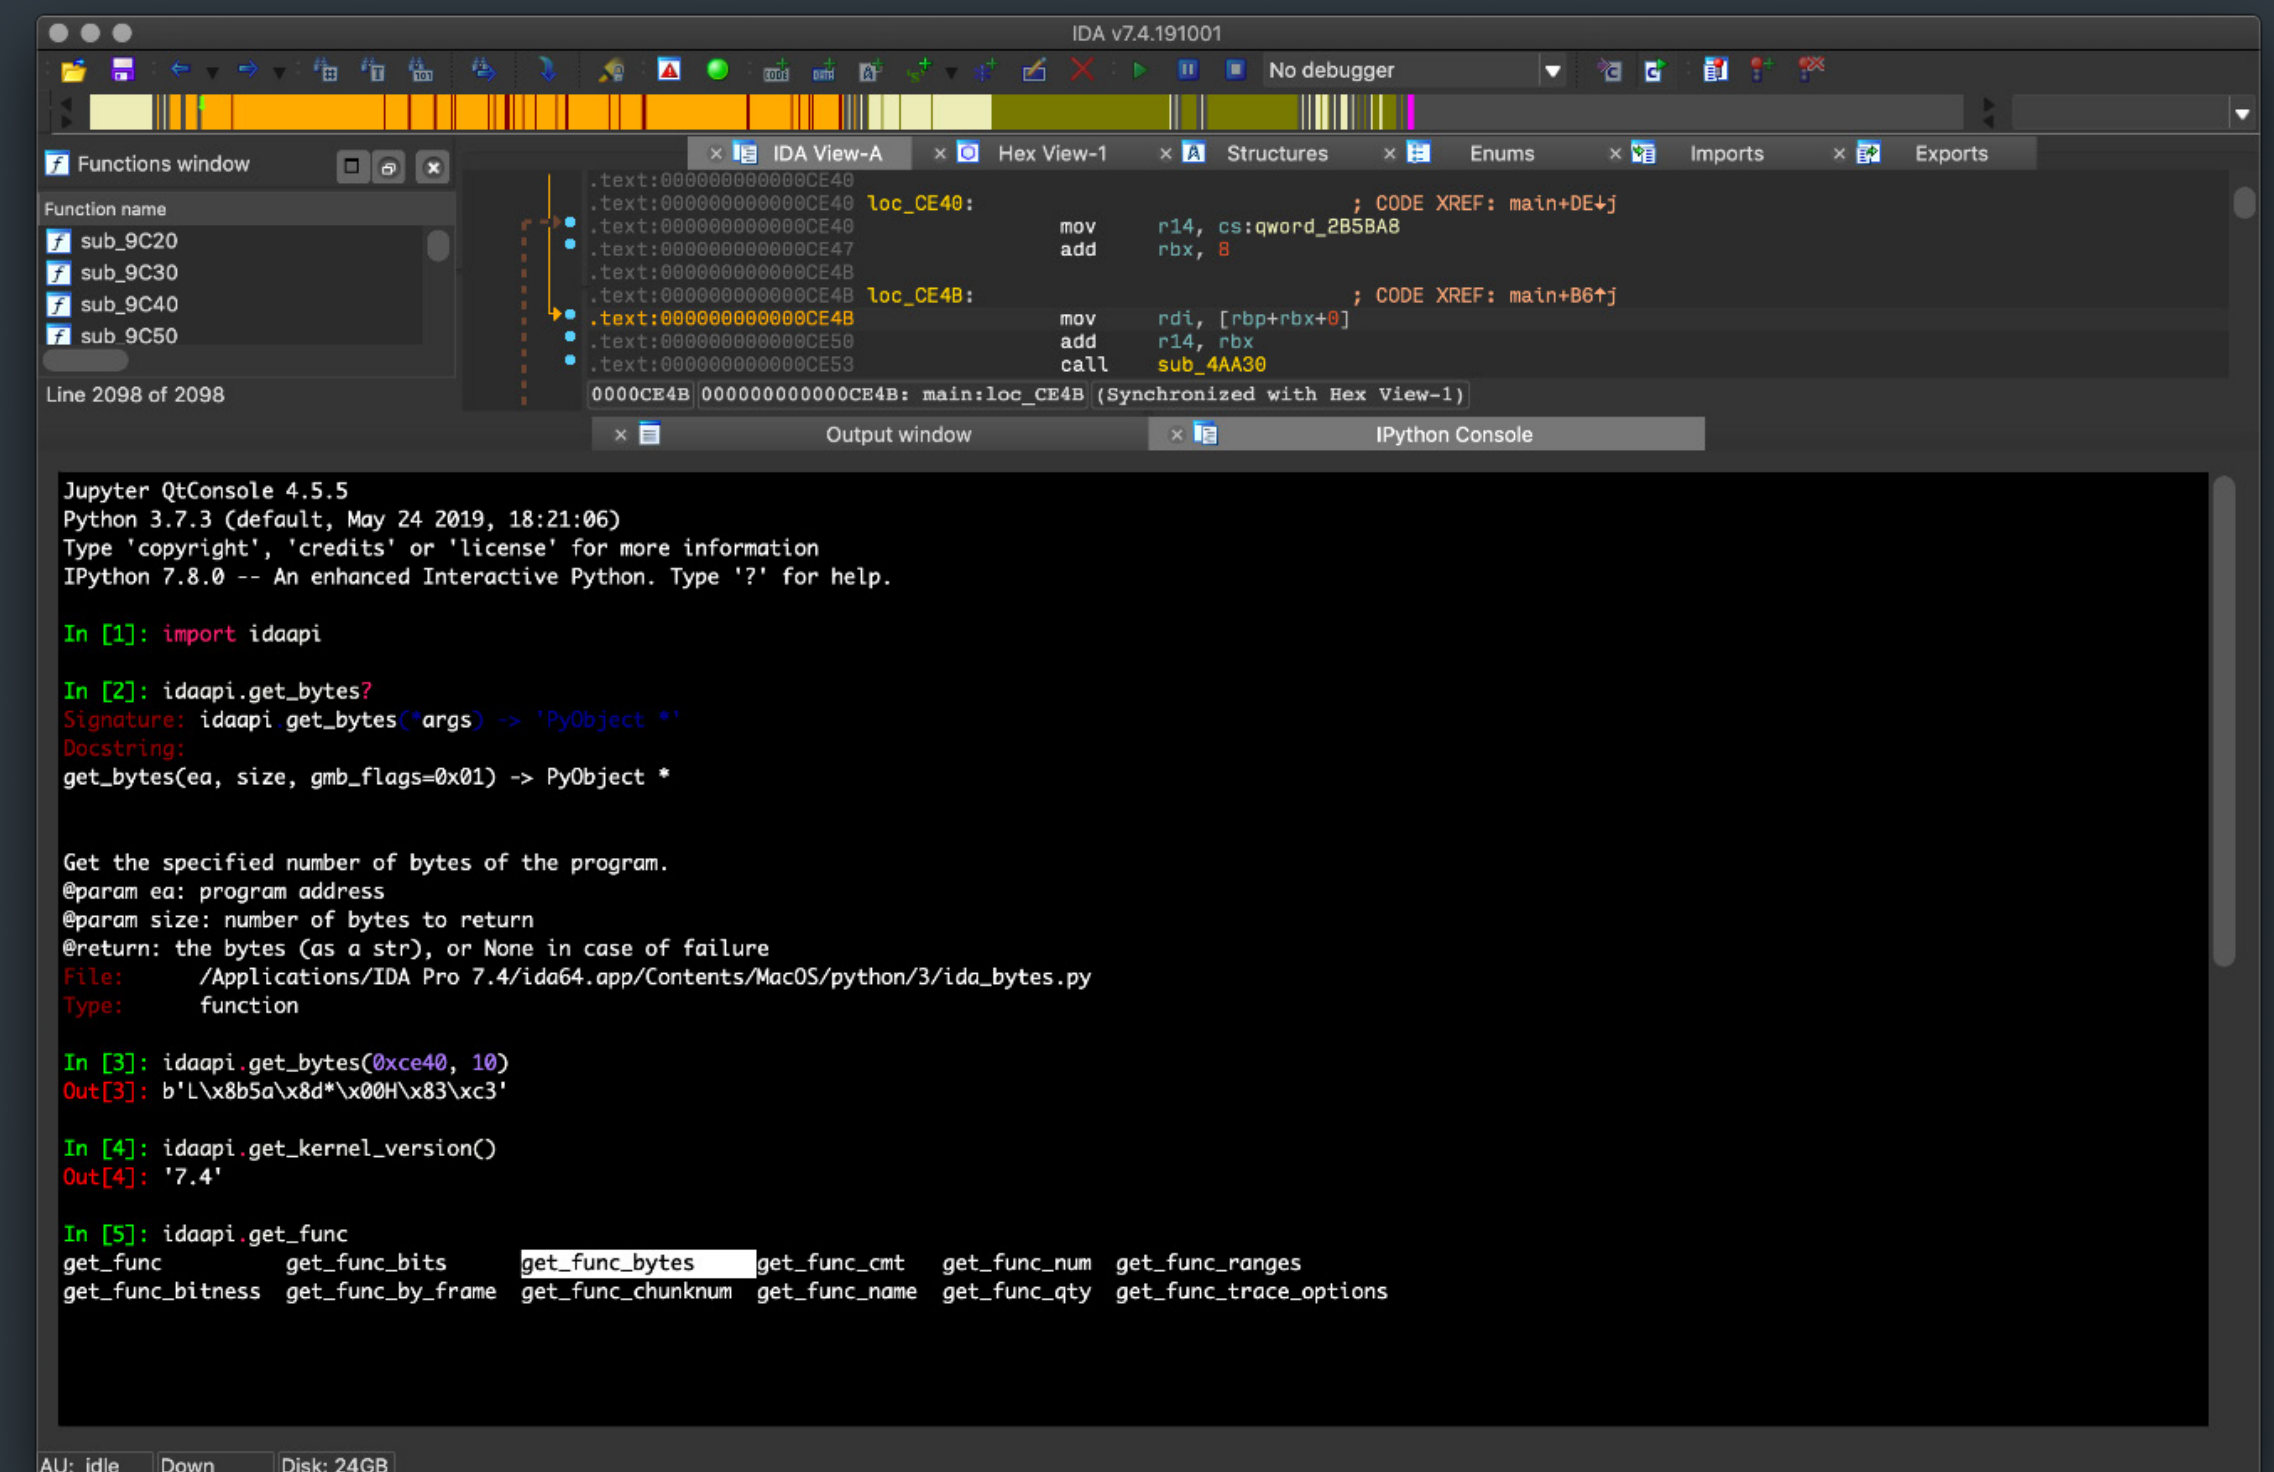 IDA v7.4.191001
No debugger
Functions window
Function name
sub_9C20
sub_9C30
sub_9C40
sub_9C50
Line 2098 of 2098
IDA View-A
Hex View-1
Structures
Enums
Imports
Exports
.text:000000000000CE40
.text:000000000000CE40 loc_CE40: ; CODE XREF: main+DE↓j
.text:000000000000CE40 mov r14, cs:qword_2B5BA8
.text:000000000000CE47 add rbx, 8
.text:000000000000CE4B
.text:000000000000CE4B loc_CE4B: ; CODE XREF: main+B6↑j
.text:000000000000CE4B mov rdi, [rbp+rbx+0]
.text:000000000000CE50 add r14, rbx
.text:000000000000CE53 call sub_4AA30
0000CE4B 000000000000CE4B: main:loc_CE4B (Synchronized with Hex View-1)
Output window
IPython Console
Jupyter QtConsole 4.5.5
Python 3.7.3 (default, May 24 2019, 18:21:06)
Type 'copyright', 'credits' or 'license' for more information
IPython 7.8.0 -- An enhanced Interactive Python. Type '?' for help.
In [1]: import idaapi
In [2]: idaapi.get_bytes?
Signature: idaapi.get_bytes(*args) -> 'PyObject *'
Docstring:
get_bytes(ea, size, gmb_flags=0x01) -> PyObject *
Get the specified number of bytes of the program.
@param ea: program address
@param size: number of bytes to return
@return: the bytes (as a str), or None in case of failure
File: /Applications/IDA Pro 7.4/ida64.app/Contents/MacOS/python/3/ida_bytes.py
Type: function
In [3]: idaapi.get_bytes(0xce40, 10)
Out[3]: b'L\x8b5a\x8d*\x00H\x83\xc3'
In [4]: idaapi.get_kernel_version()
Out[4]: '7.4'
In [5]: idaapi.get_func
get_func get_func_bits get_func_bytes get_func_cmt get_func_num get_func_ranges
get_func_bitness get_func_by_frame get_func_chunknum get_func_name get_func_qty get_func_trace_options
AU: idle Down Disk: 24GB